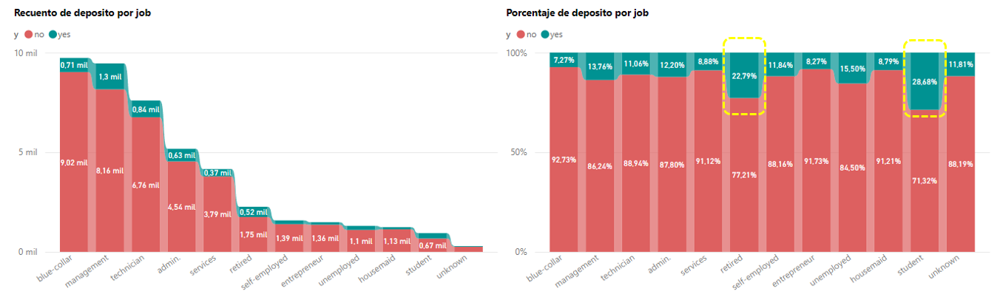 Recuento de deposito por job
y no yes
10 mil
5 mil
0 mil
0,71 mil
1,3 mil
0,84 mil
0,63 mil
0,37 mil
0,52 mil
9,02 mil
8,16 mil
6,76 mil
4,54 mil
3,79 mil
1,75 mil
1,39 mil
1,36 mil
1,1 mil
1,13 mil
0,67 mil
blue-collar
management
technician
admin.
services
retired
self-employed
entrepreneur
unemployed
housemaid
student
unknown
Porcentaje de deposito por job
y no yes
100%
50%
0%
7,27%
13,76%
11,06%
12,20%
8,88%
22,79%
11,84%
8,27%
15,50%
8,79%
28,68%
11,81%
92,73%
86,24%
88,94%
87,80%
91,12%
77,21%
88,16%
91,73%
84,50%
91,21%
71,32%
88,19%
blue-collar
management
technician
admin.
services
retired
self-employed
entrepreneur
unemployed
housemaid
student
unknown